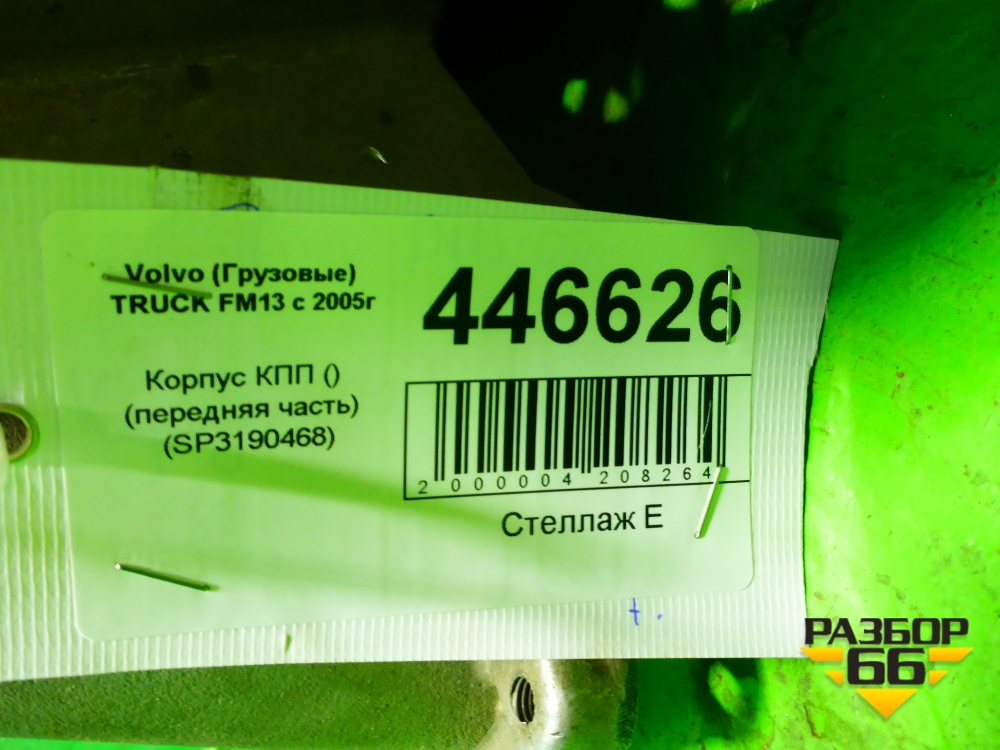 Volvo (Грузовые)
TRUCK FM13 с 2005г
446626
Корпус КПП ()
(передняя часть)
(SP3190468)
2 000004 208264
Стеллаж Е
РАЗБОР
66